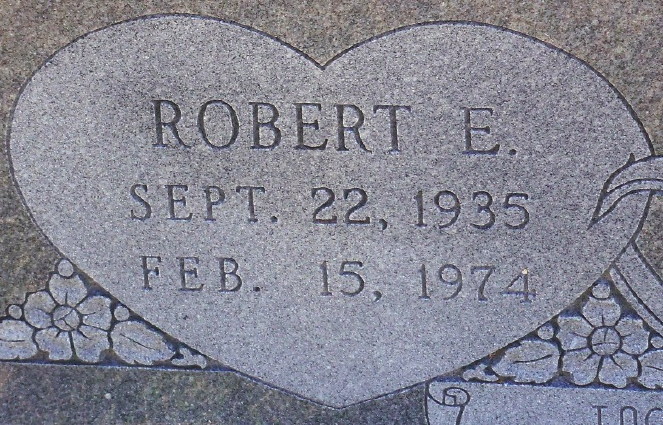 ROBERT E.
SEPT. 22, 1935
FEB. 15, 1974